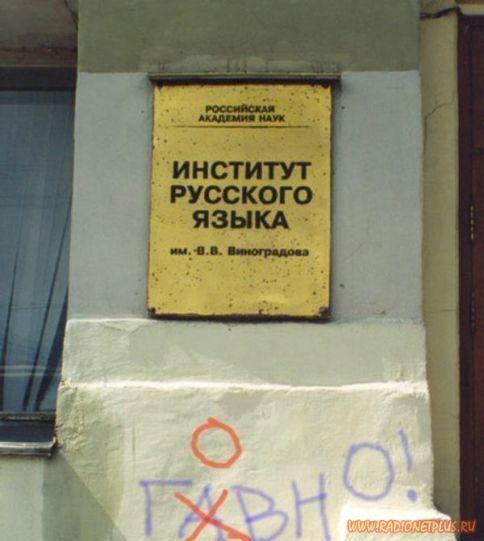 РОССИЙСКАЯ
АКАДЕМИЯ НАУК
ИНСТИТУТ
РУССКОГО
ЯЗЫКА
им. В.В. Виноградова
О
ГАВНО!
WWW.RADIONETPLUS.RU